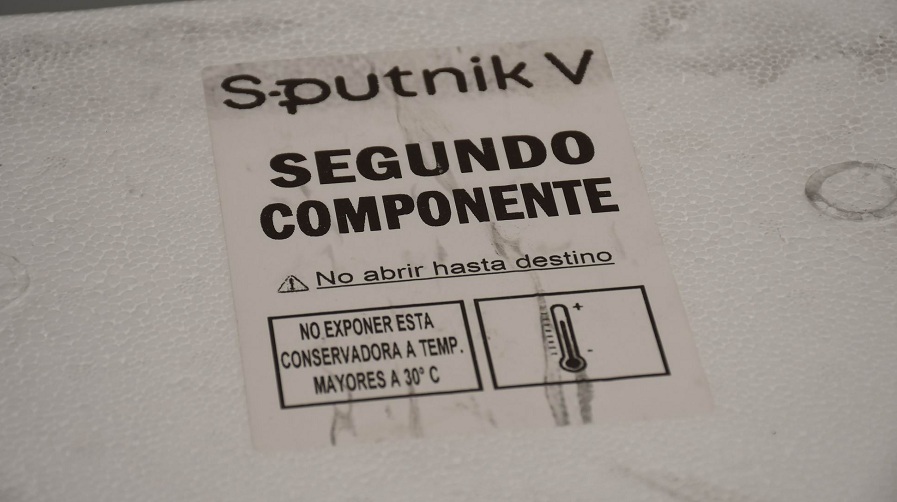 Sputnik V
SEGUNDO
COMPONENTE
No abrir hasta destino
NO EXPONER ESTA
CONSERVADORA A TEMP.
MAYORES A 30° C
+
-